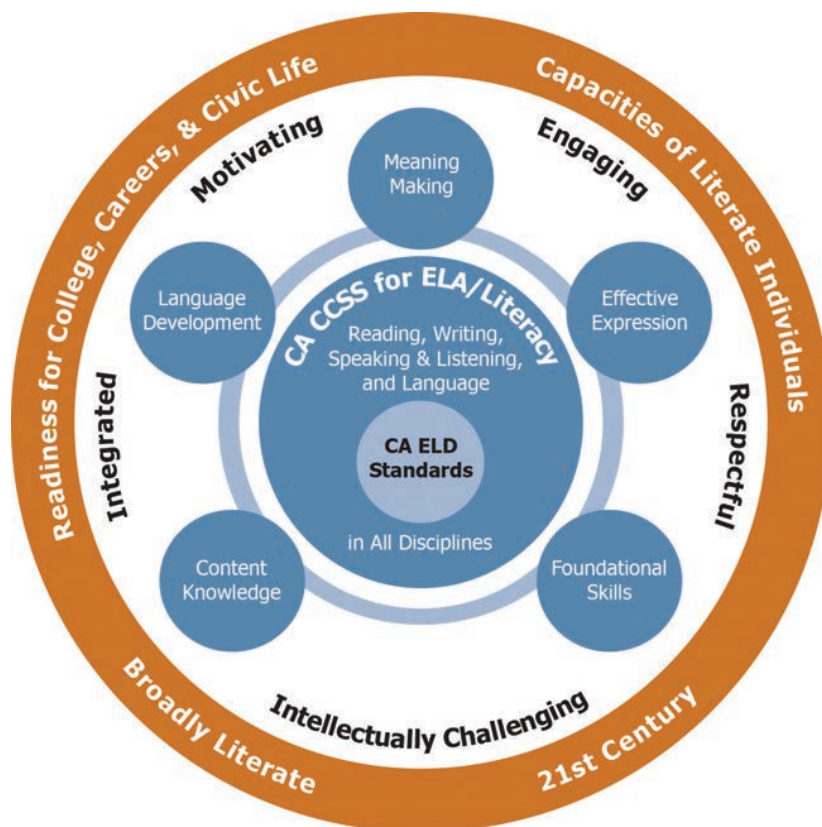 Readiness for College, Careers, & Civic Life
Capacities of Literate Individuals
Motivating
Engaging
Meaning
Making
Language
Development
Effective
Expression
CA CCSS for ELA/Literacy
Reading, Writing,
Speaking & Listening,
and Language
CA ELD
Standards
in All Disciplines
Integrated
Respectful
Content
Knowledge
Foundational
Skills
Intellectually Challenging
Broadly Literate
21st Century